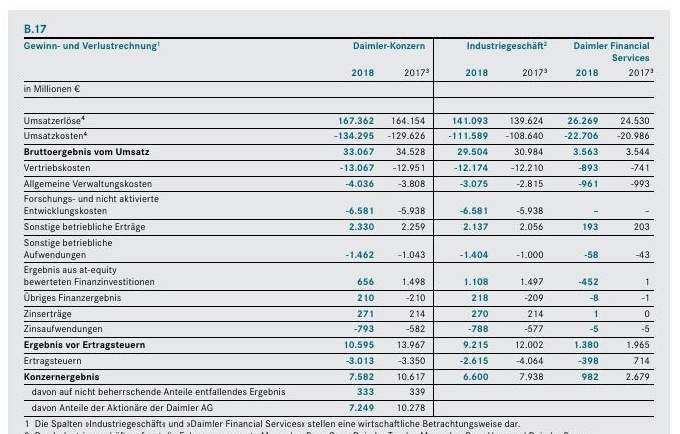 B.17
Gewinn- und Verlustrechnung¹ Daimler-Konzern Industriegeschäft² Daimler Financial
Services
2018 2017³ 2018 2017³ 2018 2017³
in Millionen €
Umsatzerlöse⁴ 167.362 164.154 141.093 139.624 26.269 24.530
Umsatzkosten⁴ -134.295 -129.626 -111.589 -108.640 -22.706 -20.986
Bruttoergebnis vom Umsatz 33.067 34.528 29.504 30.984 3.563 3.544
Vertriebskosten -13.067 -12.951 -12.174 -12.210 -893 -741
Allgemeine Verwaltungskosten -4.036 -3.808 -3.075 -2.815 -961 -993
Forschungs- und nicht aktivierte
Entwicklungskosten -6.581 -5.938 -6.581 -5.938 – –
Sonstige betriebliche Erträge 2.330 2.259 2.137 2.056 193 203
Sonstige betriebliche
Aufwendungen -1.462 -1.043 -1.404 -1.000 -58 -43
Ergebnis aus at-equity
bewerteten Finanzinvestitionen 656 1.498 1.108 1.497 -452 1
Übriges Finanzergebnis 210 -210 218 -209 -8 -1
Zinserträge 271 214 270 214 1 0
Zinsaufwendungen -793 -582 -788 -577 -5 -5
Ergebnis vor Ertragsteuern 10.595 13.967 9.215 12.002 1.380 1.965
Ertragsteuern -3.013 -3.350 -2.615 -4.064 -398 714
Konzernergebnis 7.582 10.617 6.600 7.938 982 2.679
davon auf nicht beherrschende Anteile entfallendes Ergebnis 333 339
davon Anteile der Aktionäre der Daimler AG 7.249 10.278
1 Die Spalten »Industriegeschäft« und »Daimler Financial Services« stellen eine wirtschaftliche Betrachtungsweise dar.